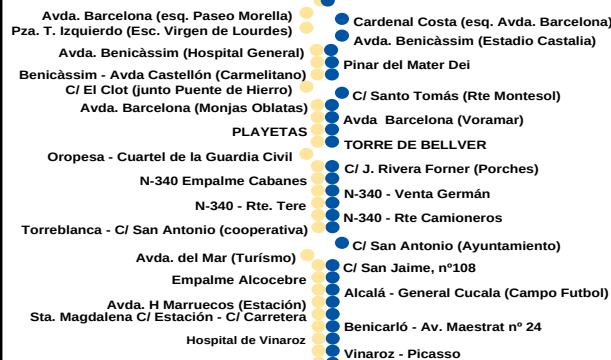 Avda. Barcelona (esq. Paseo Morella)
Cardenal Costa (esq. Avda. Barcelona)
Pza. T. Izquierdo (Esc. Virgen de Lourdes)
Avda. Benicàssim (Estadio Castalia)
Avda. Benicàssim (Hospital General)
Pinar del Mater Dei
Benicàssim - Avda Castellón (Carmelitano)
C/ El Clot (junto Puente de Hierro)
C/ Santo Tomás (Rte Montesol)
Avda. Barcelona (Monjas Oblatas)
Avda Barcelona (Voramar)
PLAYETAS
TORRE DE BELLVER
Oropesa - Cuartel de la Guardia Civil
C/ J. Rivera Forner (Porches)
N-340 Empalme Cabanes
N-340 - Venta Germán
N-340 - Rte. Tere
N-340 - Rte Camioneros
Torreblanca - C/ San Antonio (cooperativa)
C/ San Antonio (Ayuntamiento)
Avda. del Mar (Turísmo)
C/ San Jaime, nº108
Empalme Alcocebre
Alcalá - General Cucala (Campo Futbol)
Avda. H Marruecos (Estación)
Sta. Magdalena C/ Estación - C/ Carretera
Benicarló - Av. Maestrat nº 24
Hospital de Vinaroz
Vinaroz - Picasso